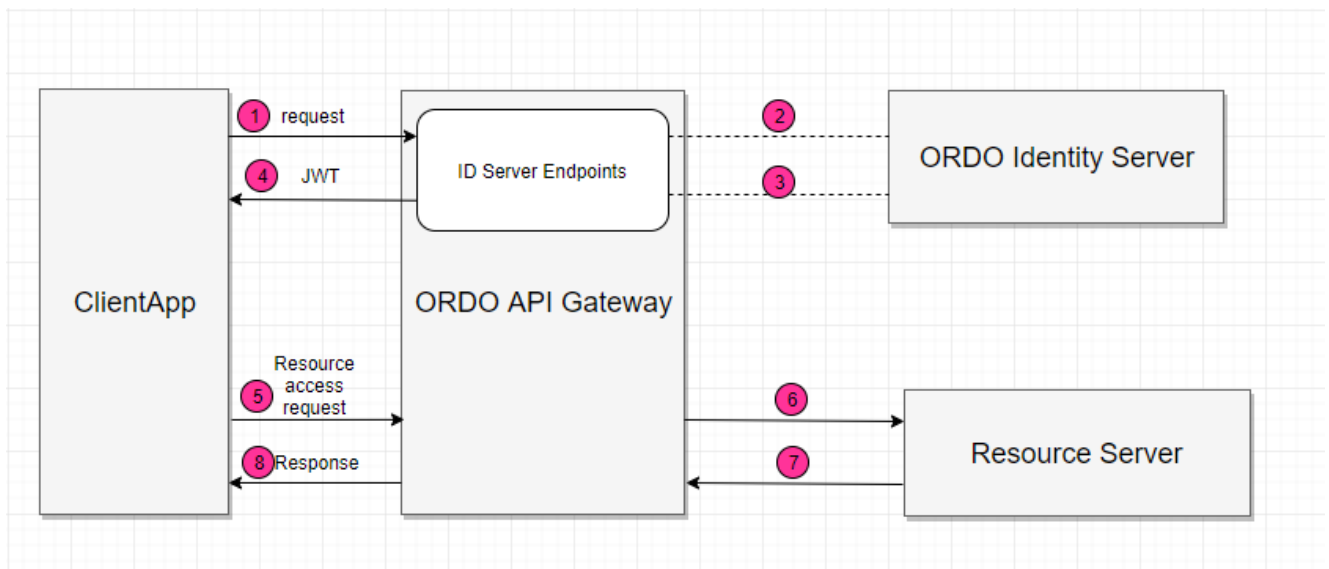 1 request
2
ORDO Identity Server
ID Server Endpoints
4 JWT
3
ClientApp
ORDO API Gateway
Resource
access
5 request
6
Resource Server
8 Response
7